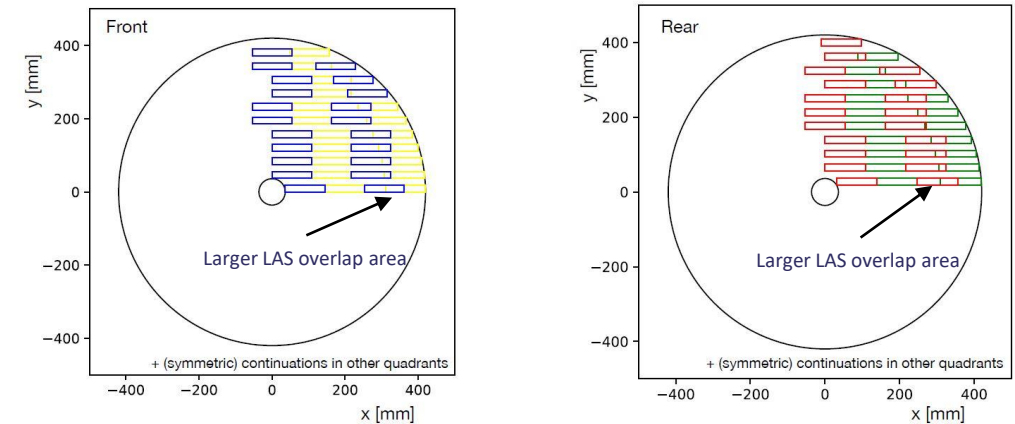 Front
400
200
0
−200
−400
y [mm]
Larger LAS overlap area
+ (symmetric) continuations in other quadrants
−400 −200 0 200 400
x [mm]
Rear
400
200
0
−200
−400
y [mm]
Larger LAS overlap area
+ (symmetric) continuations in other quadrants
−400 −200 0 200 400
x [mm]